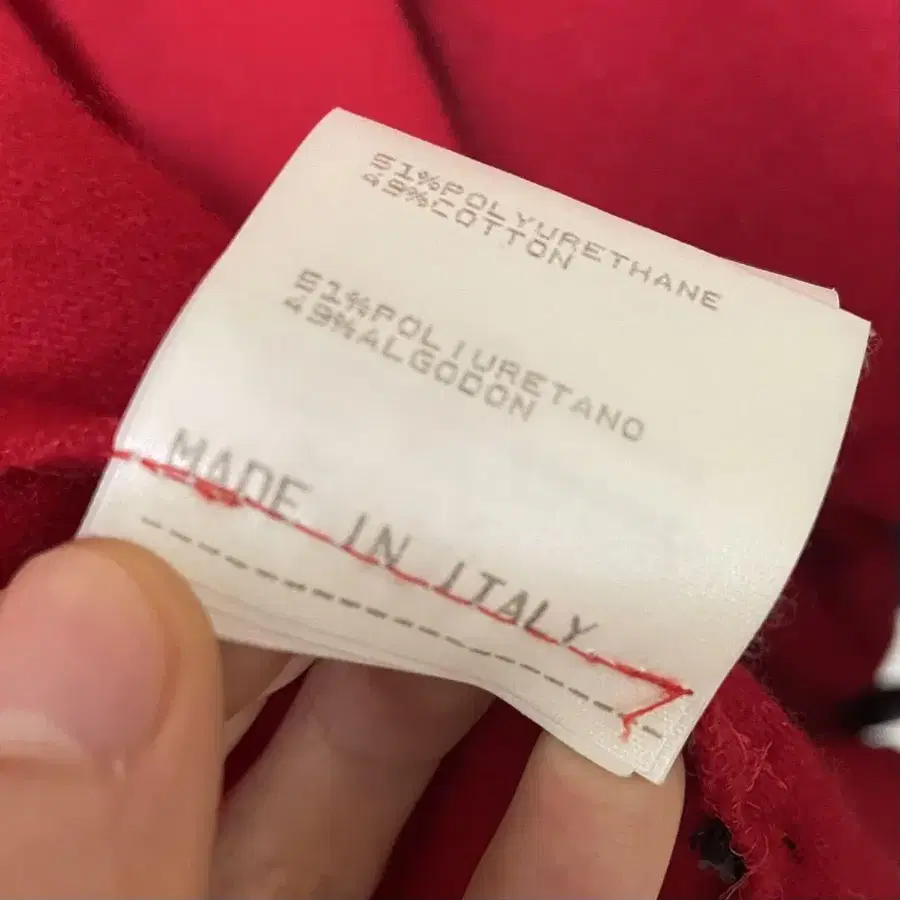 51%POLYURETHANE
49%COTTON
51%POLIURETANO
49%ALGODON
MADE IN ITALY